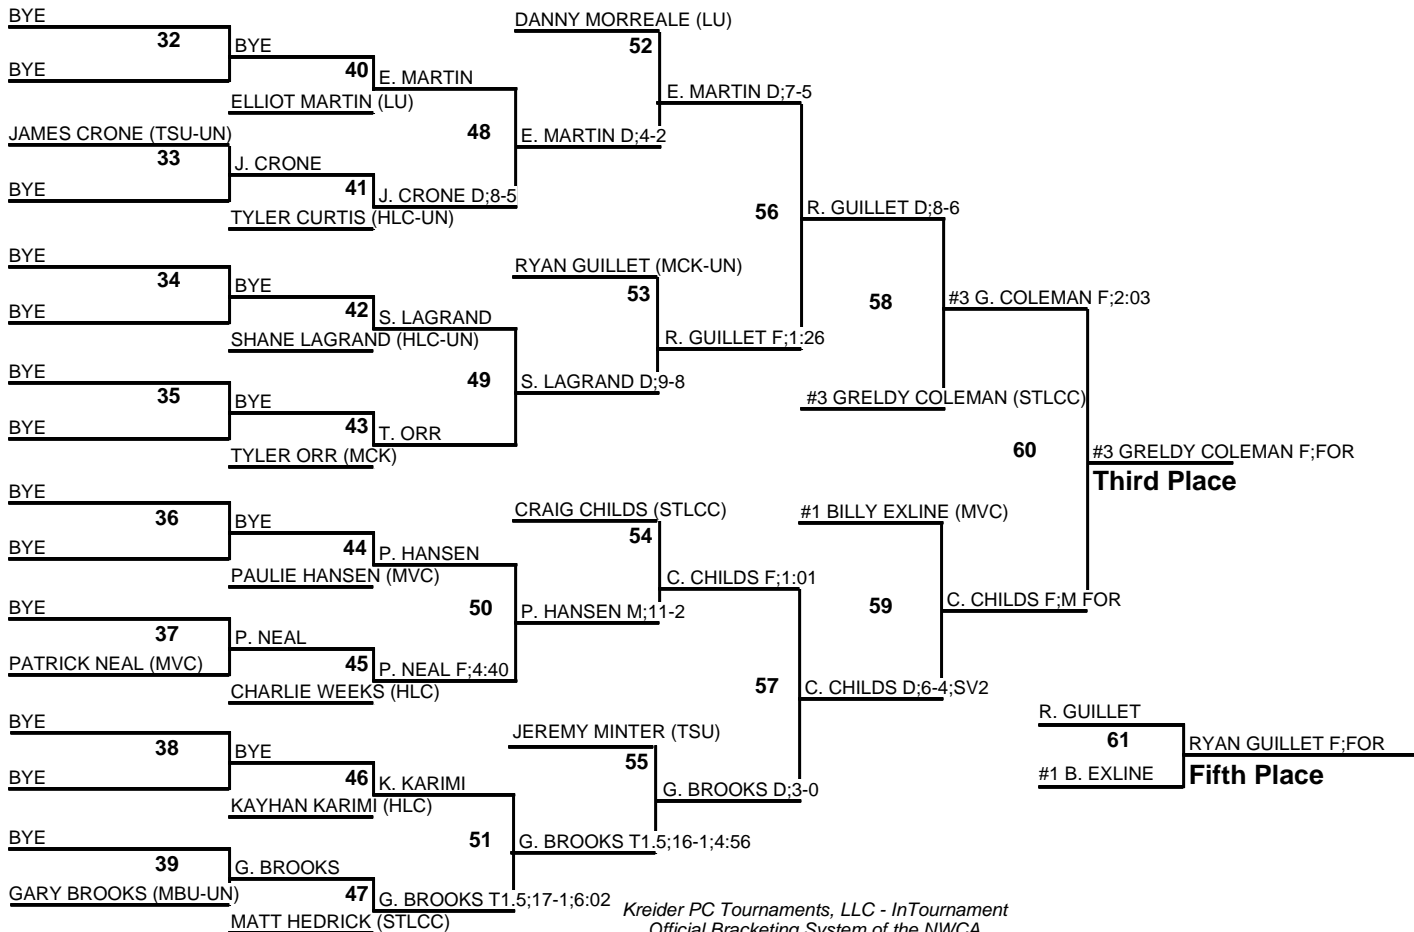 BYE
32
BYE
BYE
40
E. MARTIN
ELLIOT MARTIN (LU)
JAMES CRONE (TSU-UN)
33
J. CRONE
BYE
41
J. CRONE D;8-5
TYLER CURTIS (HLC-UN)
48
E. MARTIN D;4-2
DANNY MORREALE (LU)
52
E. MARTIN D;7-5
BYE
34
BYE
BYE
42
S. LAGRAND
SHANE LAGRAND (HLC-UN)
BYE
35
BYE
BYE
43
T. ORR
TYLER ORR (MCK)
49
S. LAGRAND D;9-8
RYAN GUILLET (MCK-UN)
53
R. GUILLET F;1:26
56
R. GUILLET D;8-6
58
#3 G. COLEMAN F;2:03
#3 GRELDY COLEMAN (STLCC)
60
#3 GRELDY COLEMAN F;FOR
Third Place
BYE
36
BYE
BYE
44
P. HANSEN
PAULIE HANSEN (MVC)
BYE
37
P. NEAL
PATRICK NEAL (MVC)
45
P. NEAL F;4:40
CHARLIE WEEKS (HLC)
50
P. HANSEN M;11-2
CRAIG CHILDS (STLCC)
54
C. CHILDS F;1:01
#1 BILLY EXLINE (MVC)
59
C. CHILDS F;M FOR
57
C. CHILDS D;6-4;SV2
BYE
38
BYE
BYE
46
K. KARIMI
KAYHAN KARIMI (HLC)
BYE
39
G. BROOKS
GARY BROOKS (MBU-UN)
47
G. BROOKS T1.5;17-1;6:02
MATT HEDRICK (STLCC)
51
G. BROOKS T1.5;16-1;4:56
JEREMY MINTER (TSU)
55
G. BROOKS D;3-0
R. GUILLET
61
RYAN GUILLET F;FOR
#1 B. EXLINE
Fifth Place
Kreider PC Tournaments, LLC - InTournament
Official Bracketing System of the NWCA